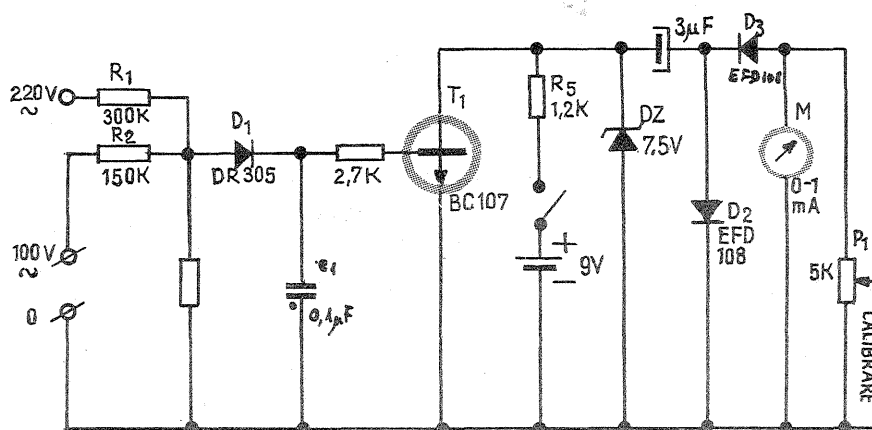 220V
~
R1
300K
R2
150K
100V
~
0
D1
DR305
C1
0,1µF
2,7K
T1
BC107
R5
1,2K
+
9V
−
DZ
7,5V
3µF
D3
EFD108
D2
EFD
108
M
0-1
mA
P1
5K
CALIBRARE